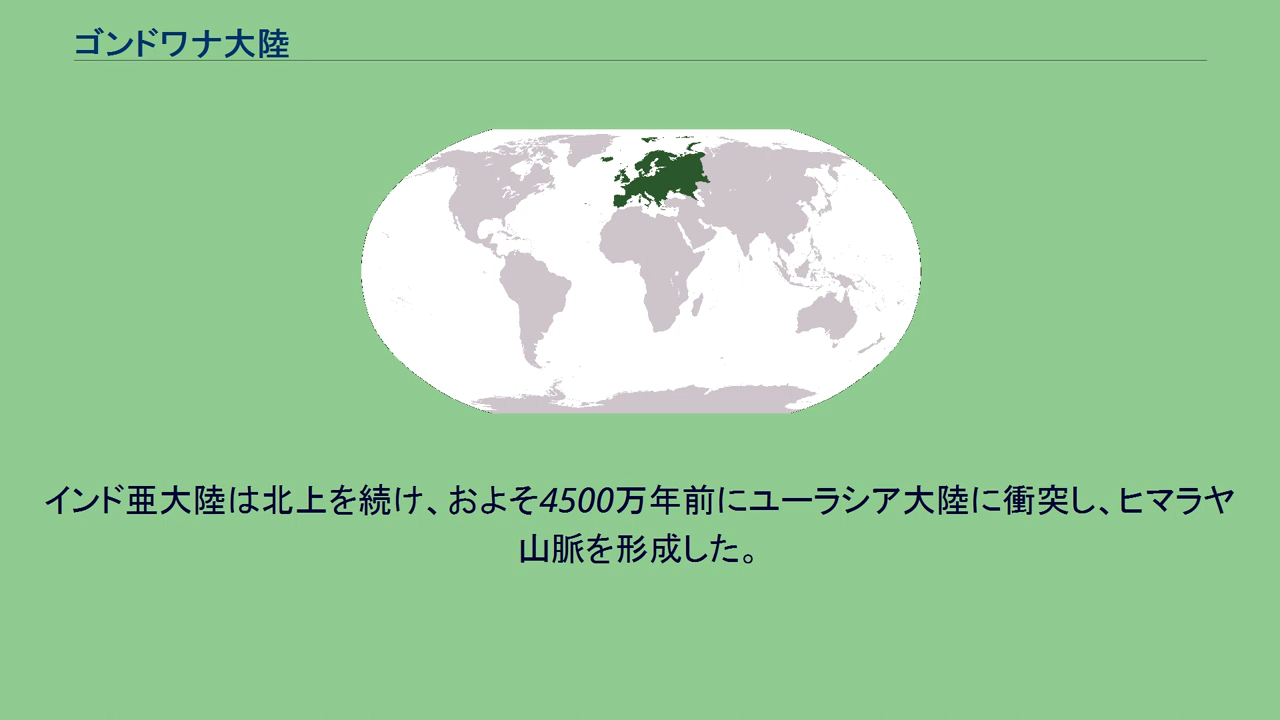 ゴンドワナ大陸
インド亜大陸は北上を続け、およそ4500万年前にユーラシア大陸に衝突し、ヒマラヤ
山脈を形成した。